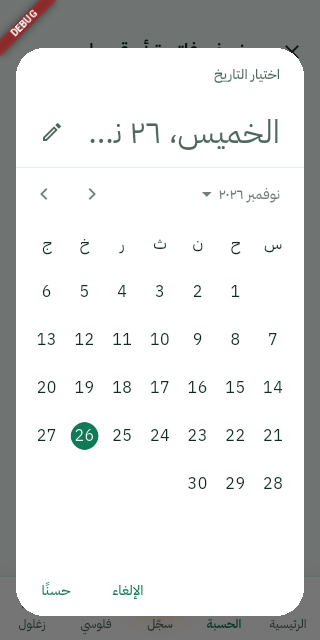 DEBUG
اختيار التاريخ
الخميس، ٢٦ نـ...
نوفمبر ٢٠٢٦
س ح ن ث ر خ ج
1 2 3 4 5 6
7 8 9 10 11 12 13
14 15 16 17 18 19 20
21 22 23 24 25 26 27
28 29 30
الإلغاء حسنًا
الرئيسية الحسبة سجّل فلوسي زغلول